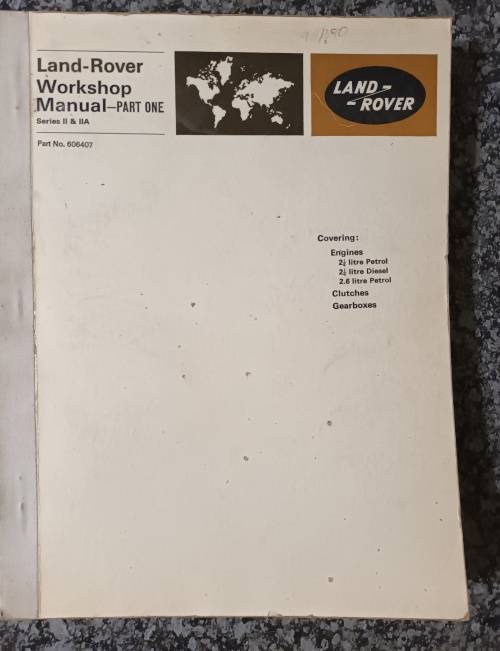 Land-Rover
Workshop
Manual—PART ONE
Series II & IIA
Part No. 606407
LAND-
-ROVER
Covering:
Engines
2¼ litre Petrol
2¼ litre Diesel
2.6 litre Petrol
Clutches
Gearboxes